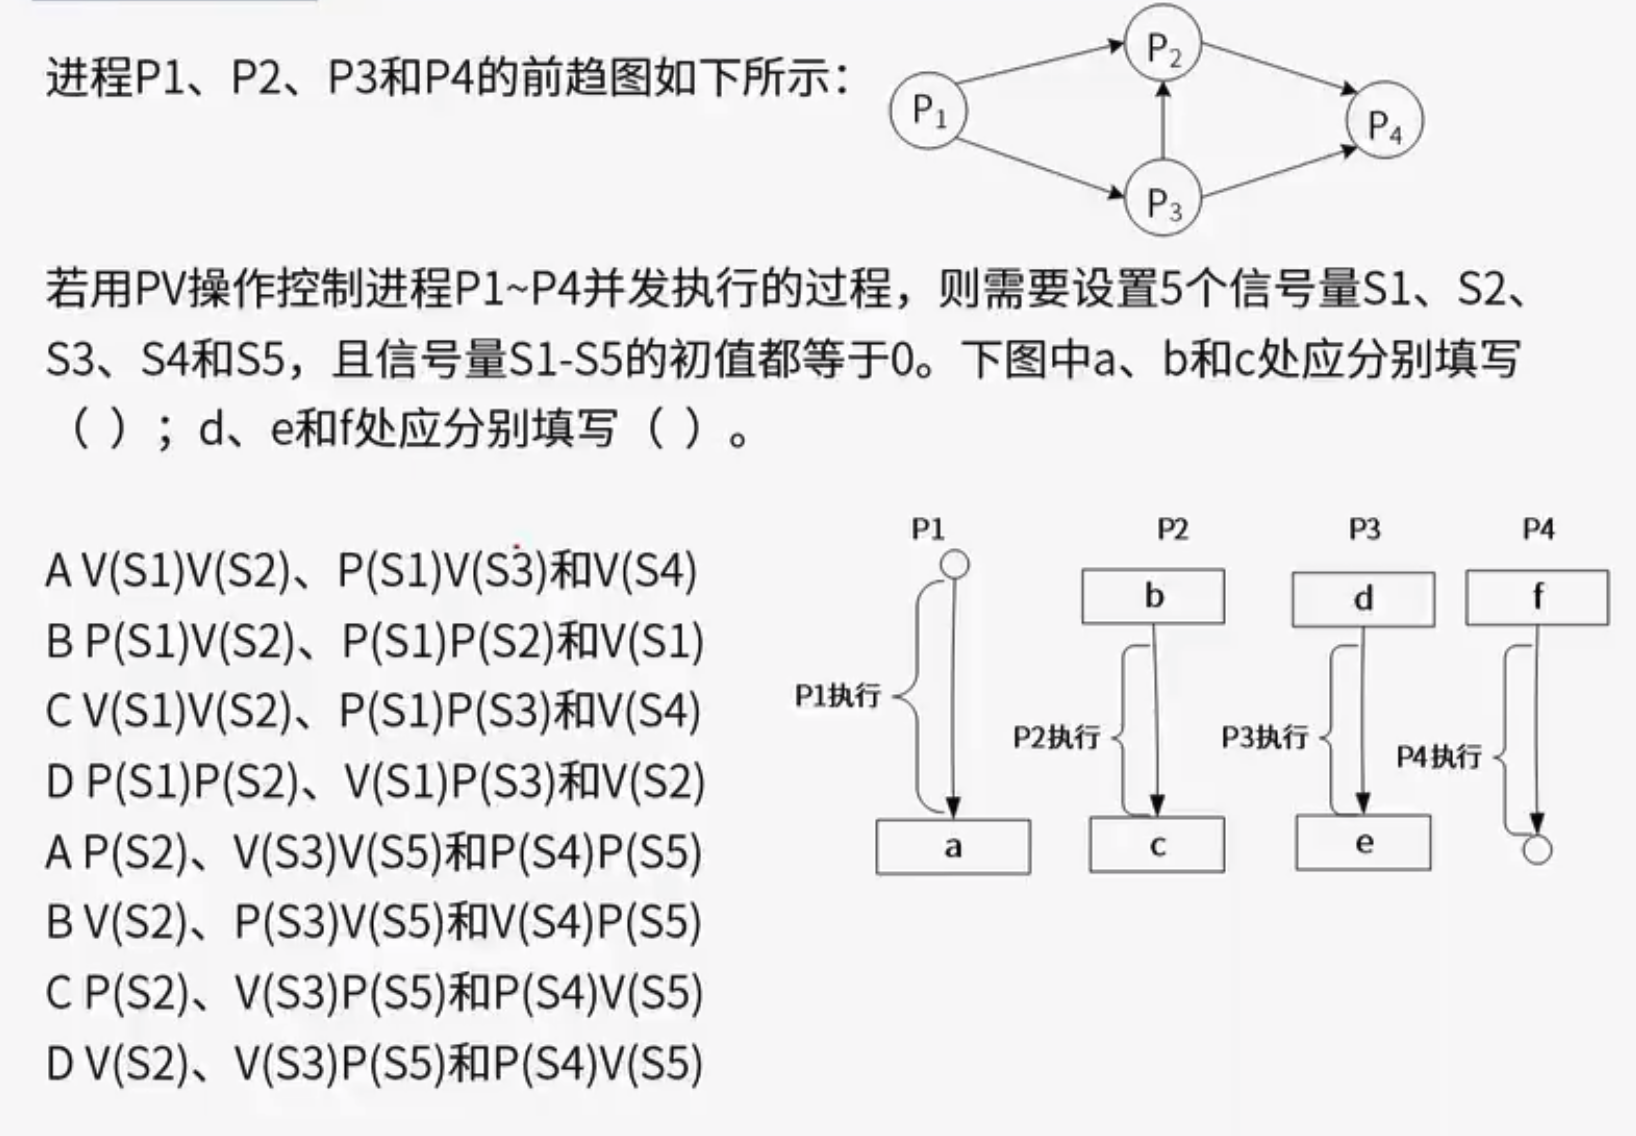 进程P1、P2、P3和P4的前趋图如下所示：
P1
P2
P3
P4
若用PV操作控制进程P1~P4并发执行的过程，则需要设置5个信号量S1、S2、
S3、S4和S5，且信号量S1-S5的初值都等于0。下图中a、b和c处应分别填写
（ ）；d、e和f处应分别填写（ ）。
A V(S1)V(S2)、P(S1)V(S3)和V(S4)
B P(S1)V(S2)、P(S1)P(S2)和V(S1)
C V(S1)V(S2)、P(S1)P(S3)和V(S4)
D P(S1)P(S2)、V(S1)P(S3)和V(S2)
A P(S2)、V(S3)V(S5)和P(S4)P(S5)
B V(S2)、P(S3)V(S5)和V(S4)P(S5)
C P(S2)、V(S3)P(S5)和P(S4)V(S5)
D V(S2)、V(S3)P(S5)和P(S4)V(S5)
P1 P2 P3 P4
b d f
P1执行
P2执行 P3执行
P4执行
a c e